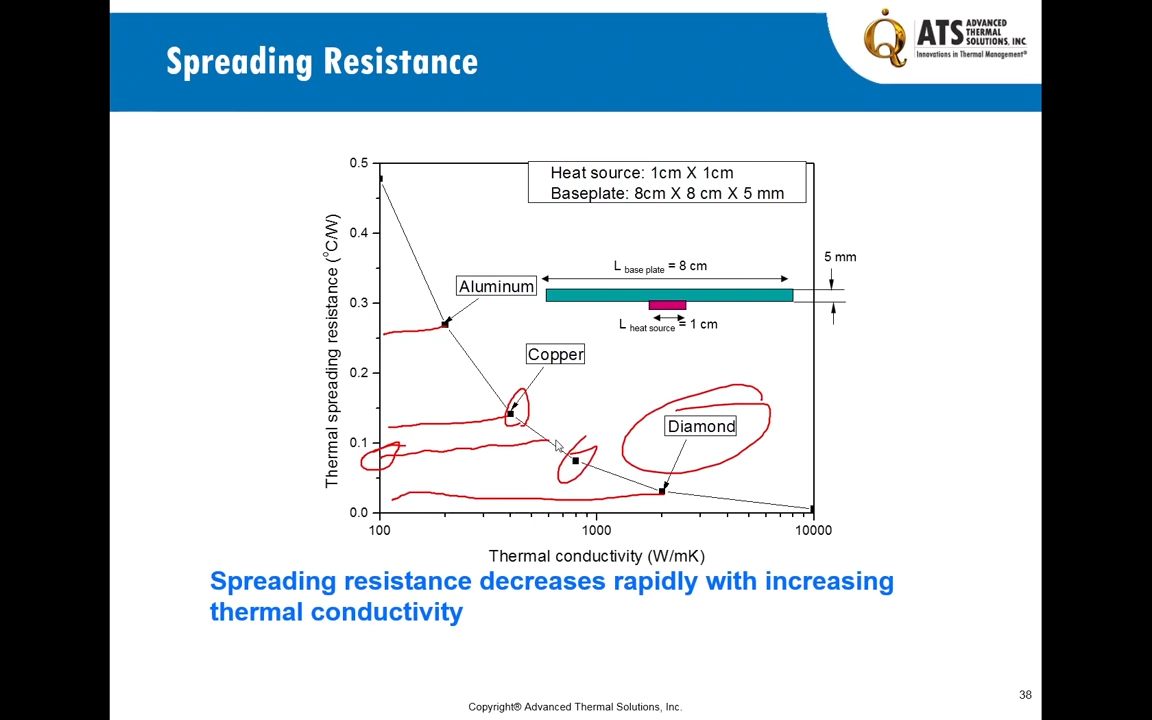 Spreading Resistance
ATS ADVANCED
THERMAL
SOLUTIONS, INC.
Innovations in Thermal Management®
Thermal spreading resistance (°C/W)
0.5
0.4
0.3
0.2
0.1
0.0
Heat source: 1cm X 1cm
Baseplate: 8cm X 8 cm X 5 mm
5 mm
L base plate = 8 cm
Aluminum
L heat source = 1 cm
Copper
Diamond
100
1000
10000
Thermal conductivity (W/mK)
Spreading resistance decreases rapidly with increasing
thermal conductivity
38
Copyright® Advanced Thermal Solutions, Inc.